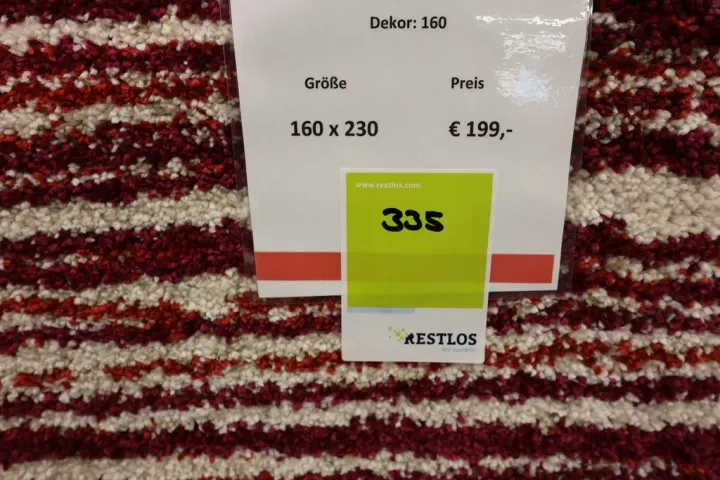 Dekor: 160
Größe Preis
160 x 230 € 199,-
www.restlos.com
335
RESTLOS